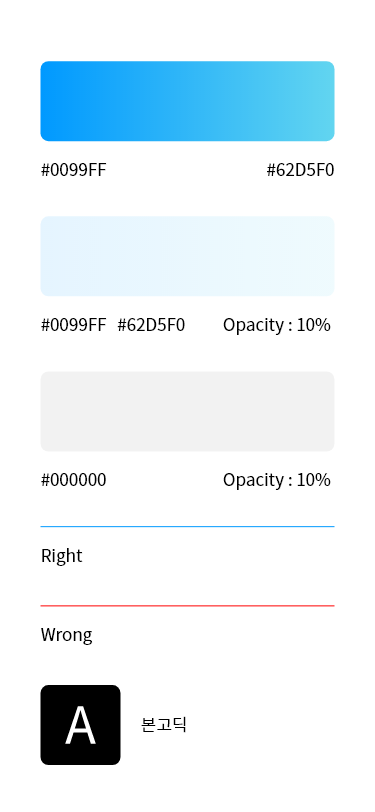 #0099FF #62D5F0
#0099FF #62D5F0 Opacity : 10%
#000000 Opacity : 10%
Right
Wrong
A 본고딕